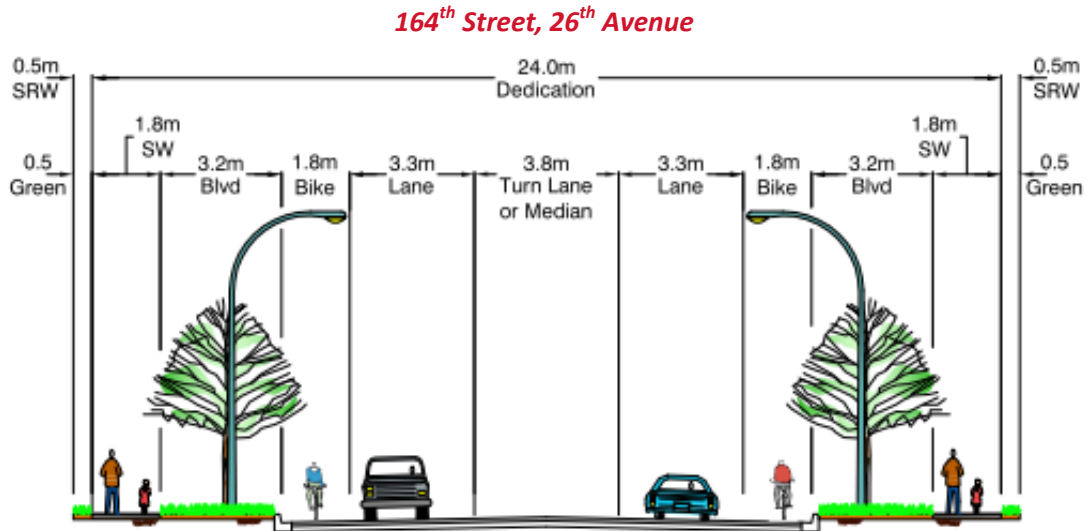 164th Street, 26th Avenue
0.5m
SRW
24.0m
Dedication
0.5m
SRW
1.8m
SW
1.8m
SW
0.5
Green
3.2m
Blvd
1.8m
Bike
3.3m
Lane
3.8m
Turn Lane
or Median
3.3m
Lane
1.8m
Bike
3.2m
Blvd
0.5
Green